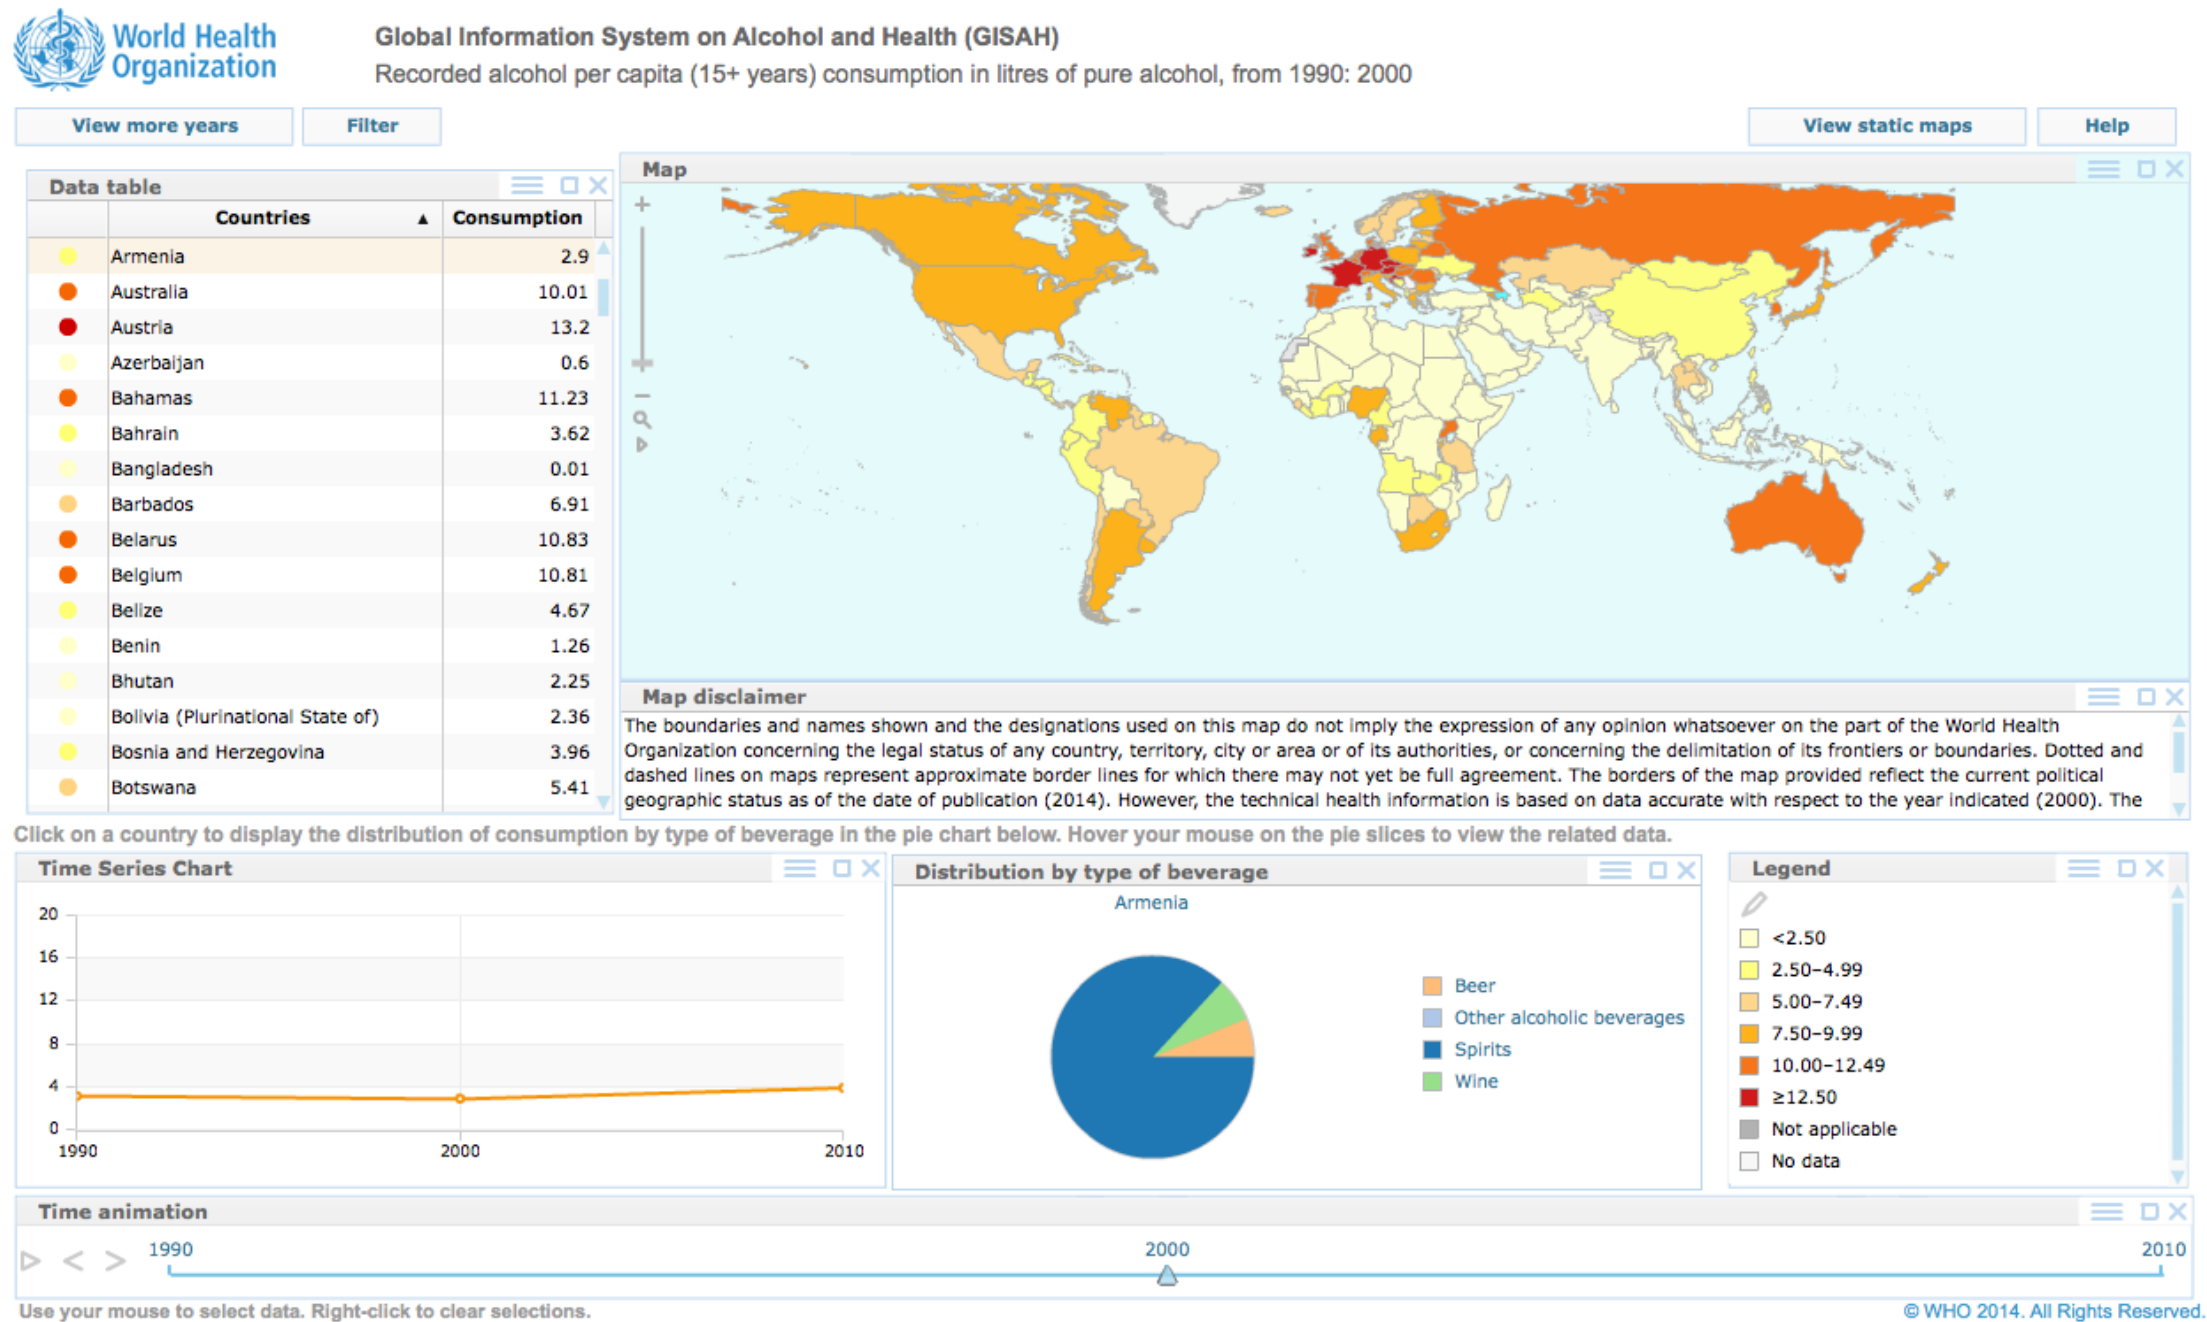 World Health
Organization
Global Information System on Alcohol and Health (GISAH)
Recorded alcohol per capita (15+ years) consumption in litres of pure alcohol, from 1990: 2000
View more years
Filter
View static maps
Help
Data table
Countries ▲ Consumption
Armenia 2.9
Australia 10.01
Austria 13.2
Azerbaijan 0.6
Bahamas 11.23
Bahrain 3.62
Bangladesh 0.01
Barbados 6.91
Belarus 10.83
Belgium 10.81
Belize 4.67
Benin 1.26
Bhutan 2.25
Bolivia (Plurinational State of) 2.36
Bosnia and Herzegovina 3.96
Botswana 5.41
Map
Map disclaimer
The boundaries and names shown and the designations used on this map do not imply the expression of any opinion whatsoever on the part of the World Health
Organization concerning the legal status of any country, territory, city or area or of its authorities, or concerning the delimitation of its frontiers or boundaries. Dotted and
dashed lines on maps represent approximate border lines for which there may not yet be full agreement. The borders of the map provided reflect the current political
geographic status as of the date of publication (2014). However, the technical health information is based on data accurate with respect to the year indicated (2000). The
Click on a country to display the distribution of consumption by type of beverage in the pie chart below. Hover your mouse on the pie slices to view the related data.
Time Series Chart
20
16
12
8
4
0
1990 2000 2010
Distribution by type of beverage
Armenia
Beer
Other alcoholic beverages
Spirits
Wine
Legend
<2.50
2.50–4.99
5.00–7.49
7.50–9.99
10.00–12.49
≥12.50
Not applicable
No data
Time animation
1990 2000 2010
Use your mouse to select data. Right-click to clear selections.
© WHO 2014. All Rights Reserved.